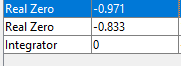 Real Zero -0.971
Real Zero -0.833
Integrator 0